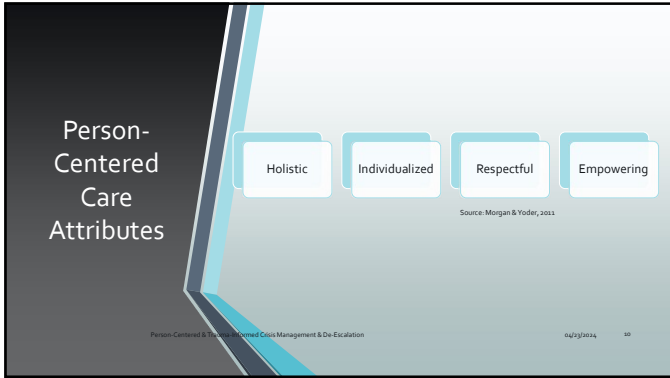 Person-
Centered
Care
Attributes
Holistic
Individualized
Respectful
Empowering
Source: Morgan & Yoder, 2011
Person-Centered & Trauma-Informed Crisis Management & De-Escalation
04/23/2024
10